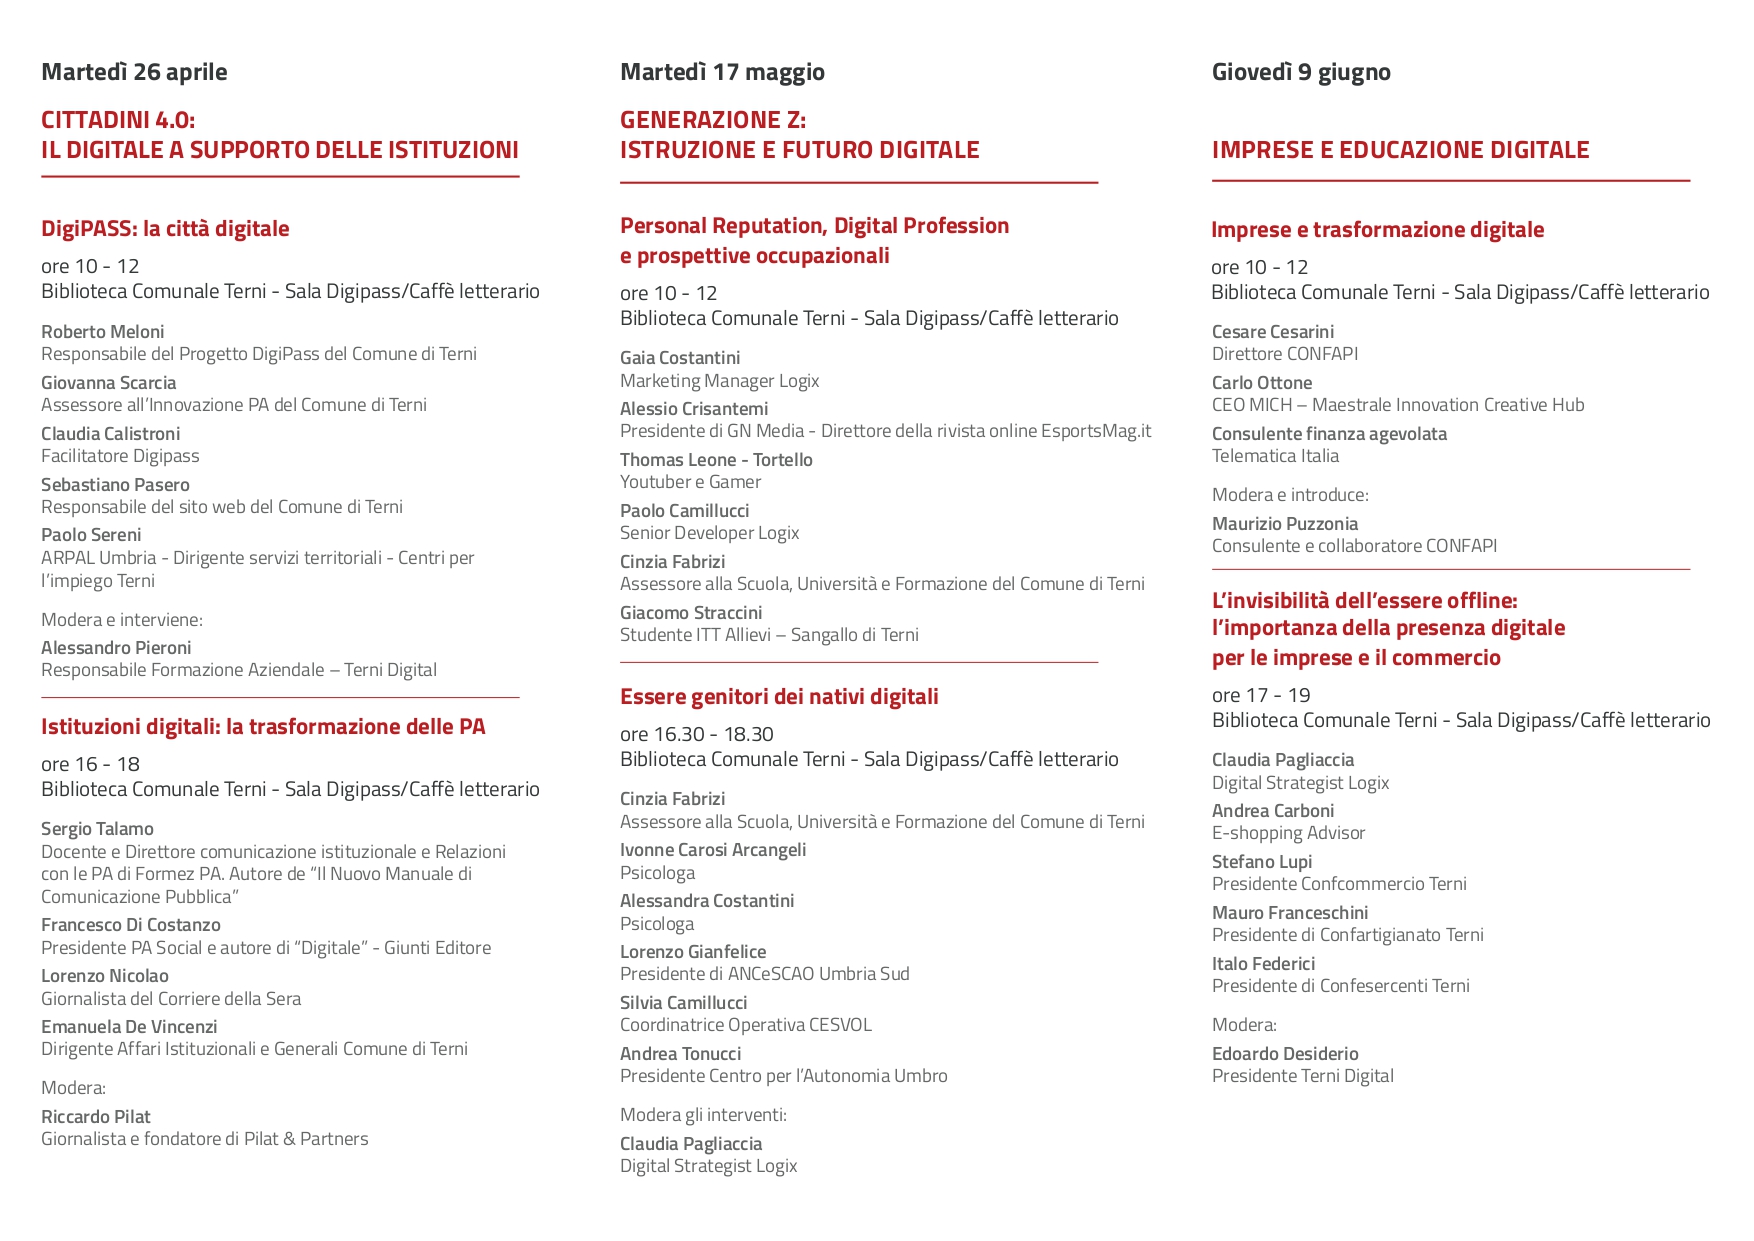 Martedì 26 aprile
CITTADINI 4.0:
IL DIGITALE A SUPPORTO DELLE ISTITUZIONI
DigiPASS: la città digitale
ore 10 - 12
Biblioteca Comunale Terni - Sala Digipass/Caffè letterario
Roberto Meloni
Responsabile del Progetto DigiPass del Comune di Terni
Giovanna Scarcia
Assessore all’Innovazione PA del Comune di Terni
Claudia Calistroni
Facilitatore Digipass
Sebastiano Pasero
Responsabile del sito web del Comune di Terni
Paolo Sereni
ARPAL Umbria - Dirigente servizi territoriali - Centri per
l’impiego Terni
Modera e interviene:
Alessandro Pieroni
Responsabile Formazione Aziendale – Terni Digital
Istituzioni digitali: la trasformazione delle PA
ore 16 - 18
Biblioteca Comunale Terni - Sala Digipass/Caffè letterario
Sergio Talamo
Docente e Direttore comunicazione istituzionale e Relazioni
con le PA di Formez PA. Autore de “Il Nuovo Manuale di
Comunicazione Pubblica”
Francesco Di Costanzo
Presidente PA Social e autore di “Digitale” - Giunti Editore
Lorenzo Nicolao
Giornalista del Corriere della Sera
Emanuela De Vincenzi
Dirigente Affari Istituzionali e Generali Comune di Terni
Modera:
Riccardo Pilat
Giornalista e fondatore di Pilat & Partners
Martedì 17 maggio
GENERAZIONE Z:
ISTRUZIONE E FUTURO DIGITALE
Personal Reputation, Digital Profession
e prospettive occupazionali
ore 10 - 12
Biblioteca Comunale Terni - Sala Digipass/Caffè letterario
Gaia Costantini
Marketing Manager Logix
Alessio Crisantemi
Presidente di GN Media - Direttore della rivista online EsportsMag.it
Thomas Leone - Tortello
Youtuber e Gamer
Paolo Camillucci
Senior Developer Logix
Cinzia Fabrizi
Assessore alla Scuola, Università e Formazione del Comune di Terni
Giacomo Straccini
Studente ITT Allievi – Sangallo di Terni
Essere genitori dei nativi digitali
ore 16.30 - 18.30
Biblioteca Comunale Terni - Sala Digipass/Caffè letterario
Cinzia Fabrizi
Assessore alla Scuola, Università e Formazione del Comune di Terni
Ivonne Carosi Arcangeli
Psicologa
Alessandra Costantini
Psicologa
Lorenzo Gianfelice
Presidente di ANCeSCAO Umbria Sud
Silvia Camillucci
Coordinatrice Operativa CESVOL
Andrea Tonucci
Presidente Centro per l’Autonomia Umbro
Modera gli interventi:
Claudia Pagliaccia
Digital Strategist Logix
Giovedì 9 giugno
IMPRESE E EDUCAZIONE DIGITALE
Imprese e trasformazione digitale
ore 10 - 12
Biblioteca Comunale Terni - Sala Digipass/Caffè letterario
Cesare Cesarini
Direttore CONFAPI
Carlo Ottone
CEO MICH – Maestrale Innovation Creative Hub
Consulente finanza agevolata
Telematica Italia
Modera e introduce:
Maurizio Puzzonia
Consulente e collaboratore CONFAPI
L’invisibilità dell’essere offline:
l’importanza della presenza digitale
per le imprese e il commercio
ore 17 - 19
Biblioteca Comunale Terni - Sala Digipass/Caffè letterario
Claudia Pagliaccia
Digital Strategist Logix
Andrea Carboni
E-shopping Advisor
Stefano Lupi
Presidente Confcommercio Terni
Mauro Franceschini
Presidente di Confartigianato Terni
Italo Federici
Presidente di Confesercenti Terni
Modera:
Edoardo Desiderio
Presidente Terni Digital